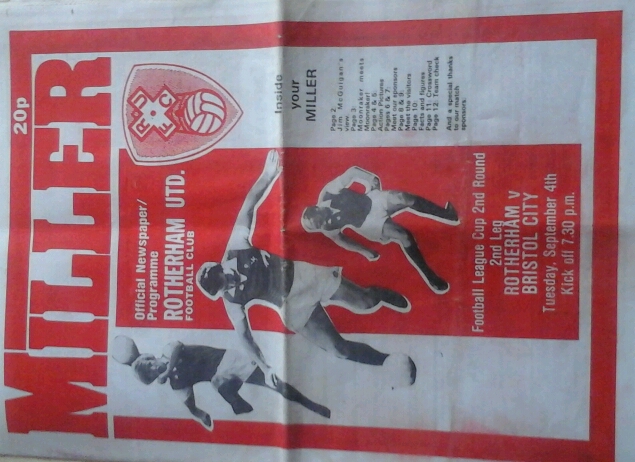 20p
MILLER
Official Newspaper/
Programme
ROTHERHAM UTD.
FOOTBALL CLUB
Inside
your
MILLER
Page 2:
Jim McGuigan's
view.
Page 3:
Moonraker meets
Moonraker!
Page 4 & 5:
Action Pictures
Pages 6 & 7:
Meet our sponsors
Page 8 & 9:
Meet the visitors
Page 10:
Facts and figures
Page 11: Crossword
Page 12: Team check
And a special thanks
to our match
sponsors:
Football League Cup 2nd Round
2nd Leg
ROTHERHAM v
BRISTOL CITY
Tuesday, September 4th
Kick off 7.30 p.m.